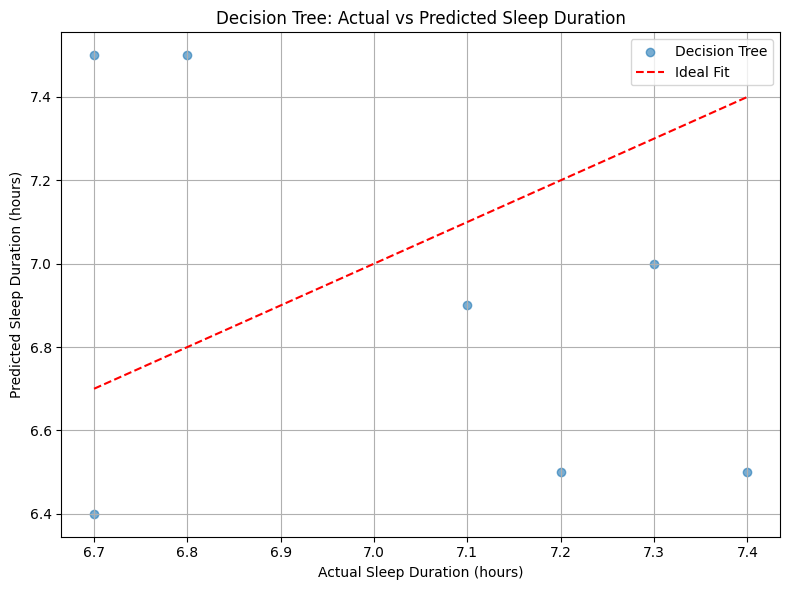 Decision Tree: Actual vs Predicted Sleep Duration
Decision Tree
Ideal Fit
Predicted Sleep Duration (hours)
7.4
7.2
7.0
6.8
6.6
6.4
6.7 6.8 6.9 7.0 7.1 7.2 7.3 7.4
Actual Sleep Duration (hours)